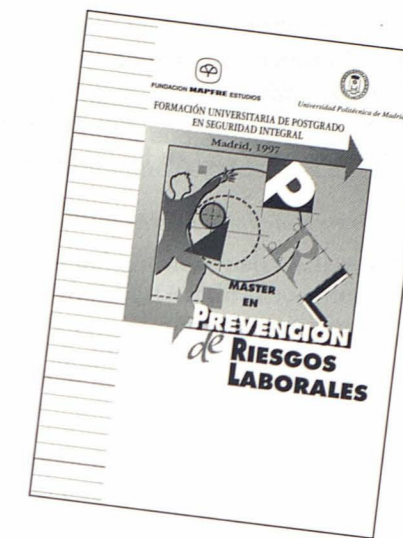 FUNDACION MAPFRE ESTUDIOS
Universidad Politécnica de Madrid
FORMACIÓN UNIVERSITARIA DE POSTGRADO
EN SEGURIDAD INTEGRAL
Madrid, 1997
PRL
MASTER
EN
PREVENCIÓN
de RIESGOS
LABORALES